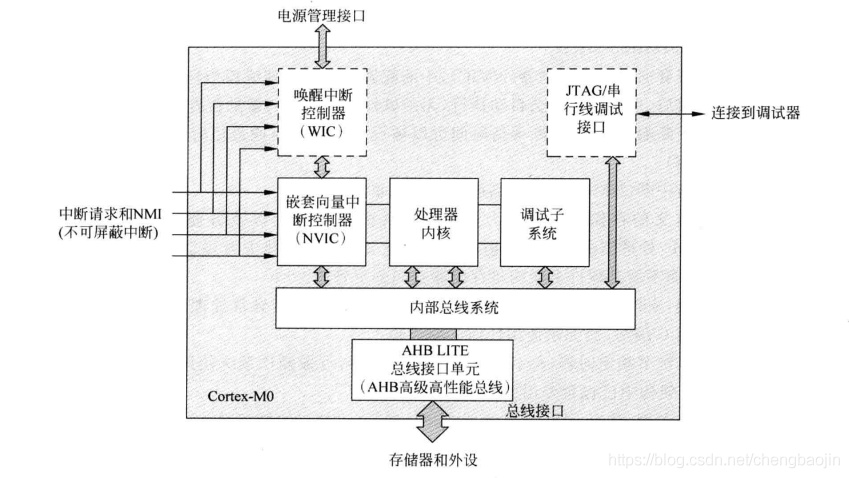 电源管理接口
唤醒中断
控制器
(WIC)
JTAG/串
行线调试
接口
连接到调试器
中断请求和NMI
(不可屏蔽中断)
嵌套向量中
断控制器
(NVIC)
处理器
内核
调试子
系统
内部总线系统
AHB LITE
总线接口单元
(AHB高级高性能总线)
Cortex-M0
总线接口
存储器和外设
https://blog.csdn.net/chengbaojin